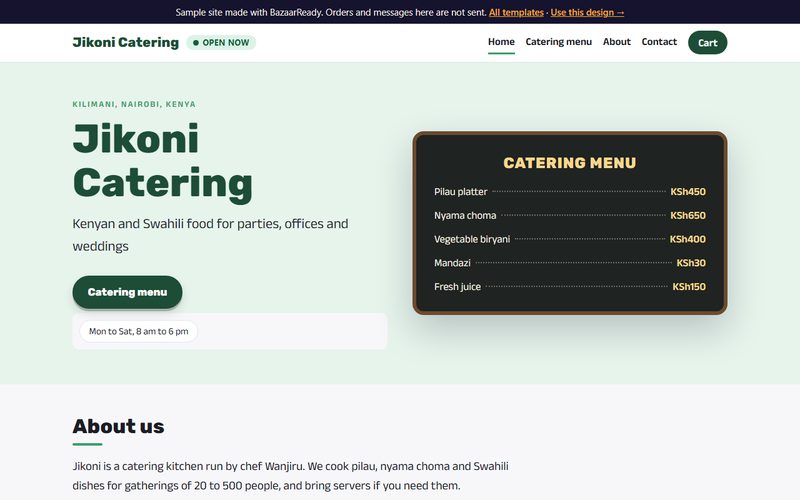 Sample site made with BazaarReady. Orders and messages here are not sent. All templates · Use this design →
Jikoni Catering
OPEN NOW
Home
Catering menu
About
Contact
Cart
KILIMANI, NAIROBI, KENYA
Jikoni
Catering
Kenyan and Swahili food for parties, offices and
weddings
Catering menu
Mon to Sat, 8 am to 6 pm
CATERING MENU
Pilau platter KSh450
Nyama choma KSh650
Vegetable biryani KSh400
Mandazi KSh30
Fresh juice KSh150
About us
Jikoni is a catering kitchen run by chef Wanjiru. We cook pilau, nyama choma and Swahili
dishes for gatherings of 20 to 500 people, and bring servers if you need them.